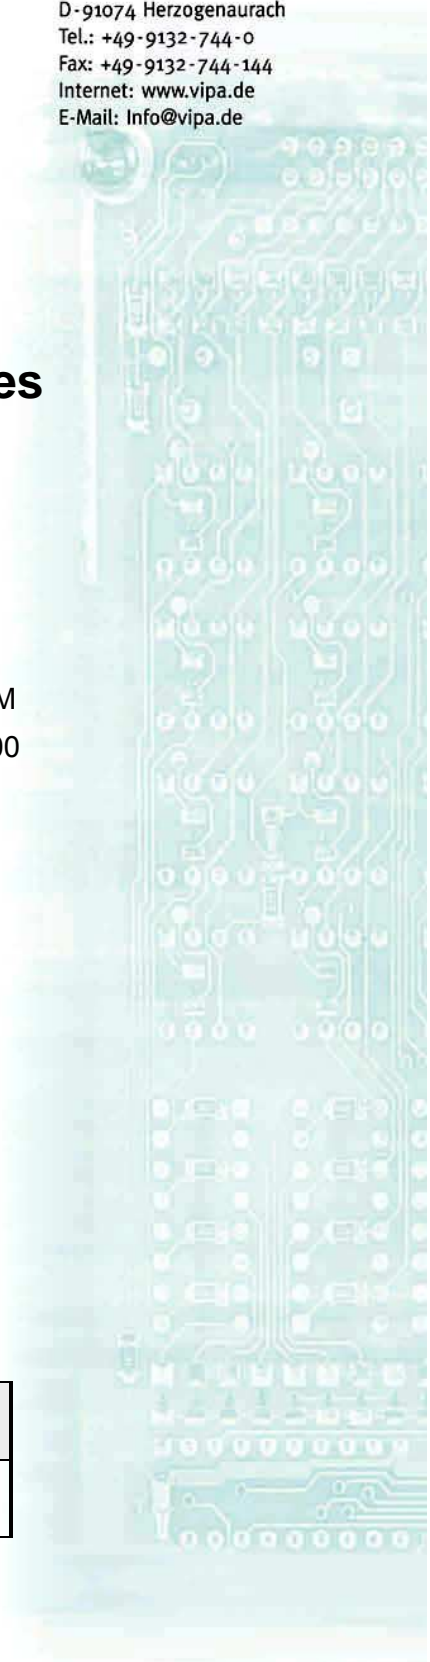 D-91074 Herzogenaurach
Tel.: +49-9132-744-0
Fax: +49-9132-744-144
Internet: www.vipa.de
E-Mail: Info@vipa.de
es
M
00